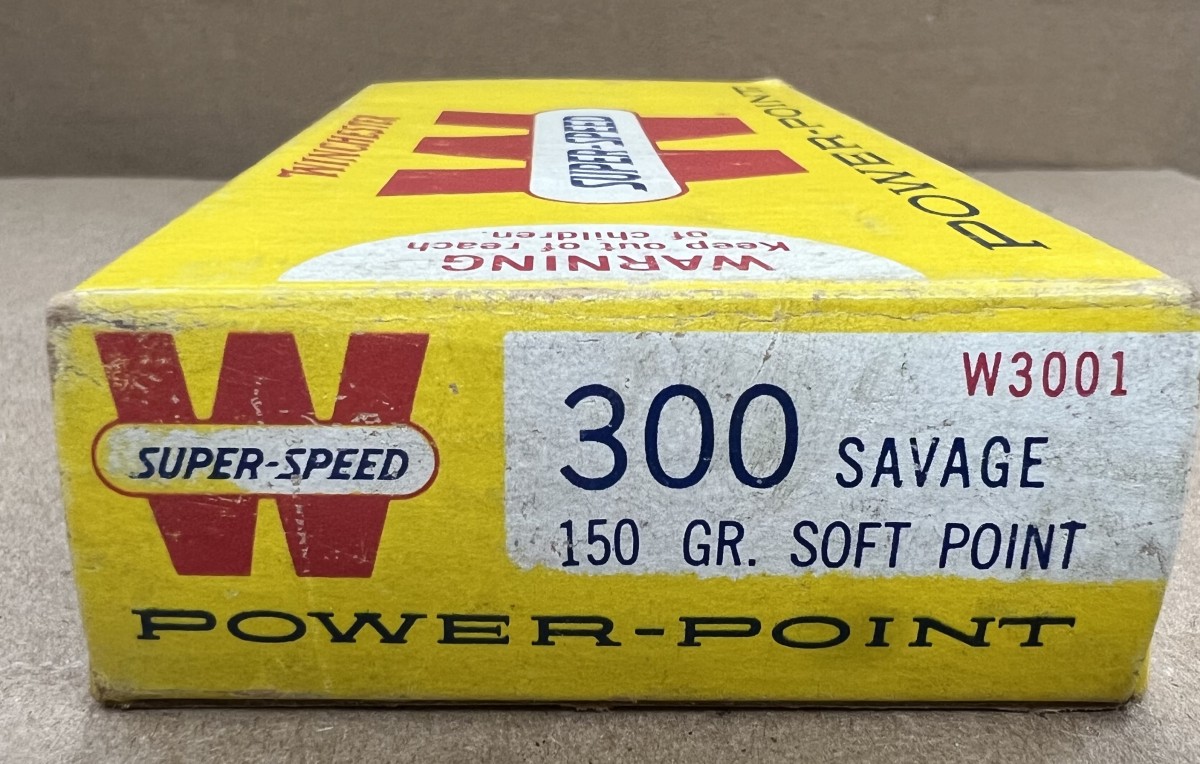 WINCHESTER
SUPER-SPEED
POWER-POINT
WARNING
Keep out of reach
of children.
W
SUPER-SPEED
W3001
300 SAVAGE
150 GR. SOFT POINT
POWER-POINT